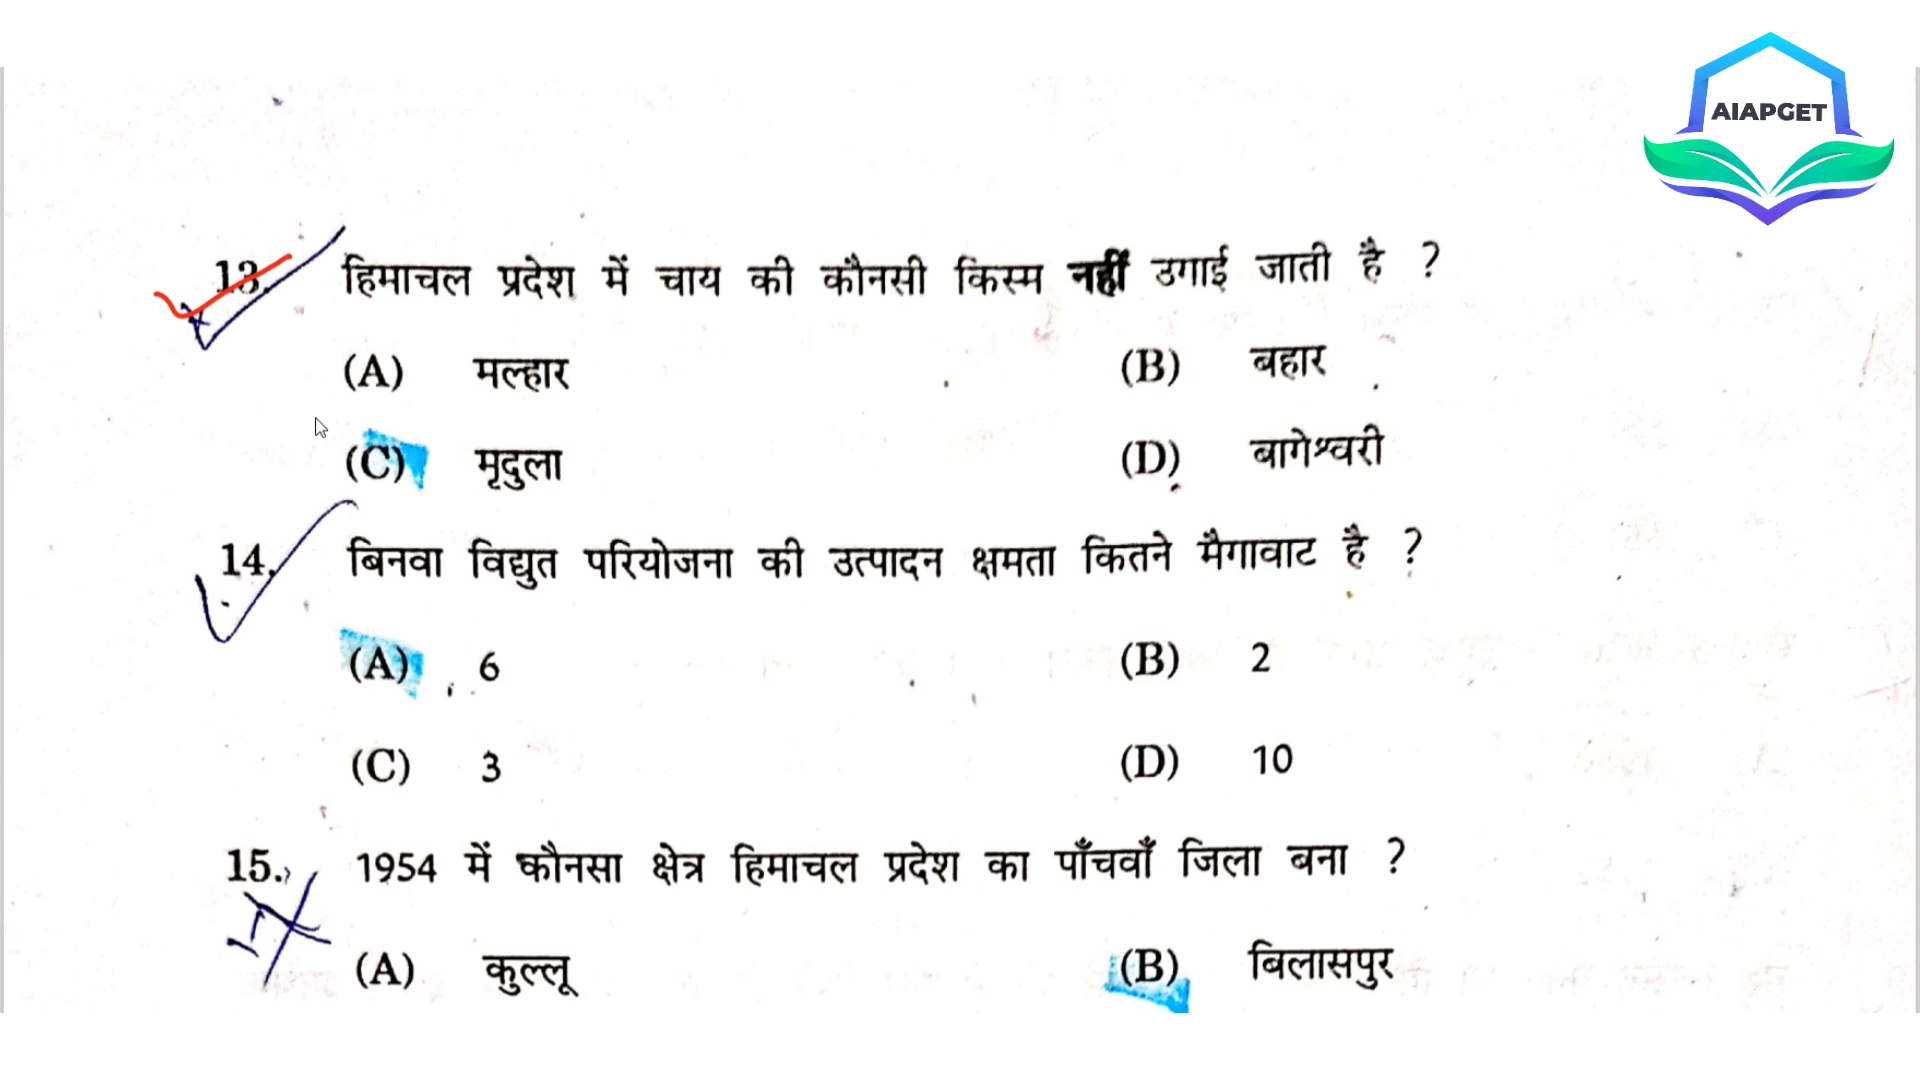 AIAPGET
13. हिमाचल प्रदेश में चाय की कौनसी किस्म नहीं उगाई जाती है ?
(A) मल्हार (B) बहार
(C) मृदुला (D) बागेश्वरी
14. बिनवा विद्युत परियोजना की उत्पादन क्षमता कितने मैगावाट है ?
(A) 6 (B) 2
(C) 3 (D) 10
15. 1954 में कौनसा क्षेत्र हिमाचल प्रदेश का पाँचवाँ जिला बना ?
(A) कुल्लू (B) बिलासपुर